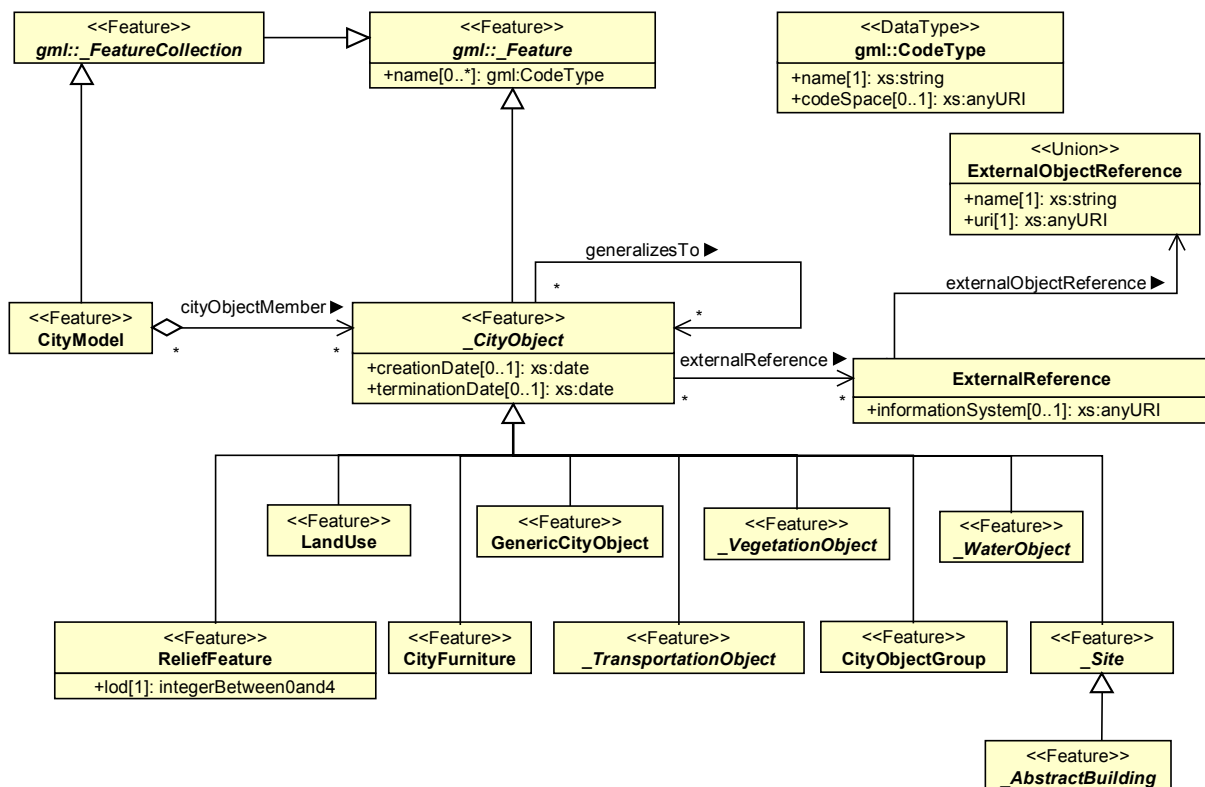 <<Feature>>
gml::_FeatureCollection
<<Feature>>
gml::_Feature
+name[0..*]: gml:CodeType
<<DataType>>
gml::CodeType
+name[1]: xs:string
+codeSpace[0..1]: xs:anyURI
<<Union>>
ExternalObjectReference
+name[1]: xs:string
+uri[1]: xs:anyURI
generalizesTo ►
*
*
externalObjectReference ►
<<Feature>>
CityModel
cityObjectMember ►
*
*
<<Feature>>
_CityObject
+creationDate[0..1]: xs:date
+terminationDate[0..1]: xs:date
externalReference ►
*
*
ExternalReference
+informationSystem[0..1]: xs:anyURI
<<Feature>>
LandUse
<<Feature>>
GenericCityObject
<<Feature>>
_VegetationObject
<<Feature>>
_WaterObject
<<Feature>>
ReliefFeature
+lod[1]: integerBetween0and4
<<Feature>>
CityFurniture
<<Feature>>
_TransportationObject
<<Feature>>
CityObjectGroup
<<Feature>>
_Site
<<Feature>>
_AbstractBuilding